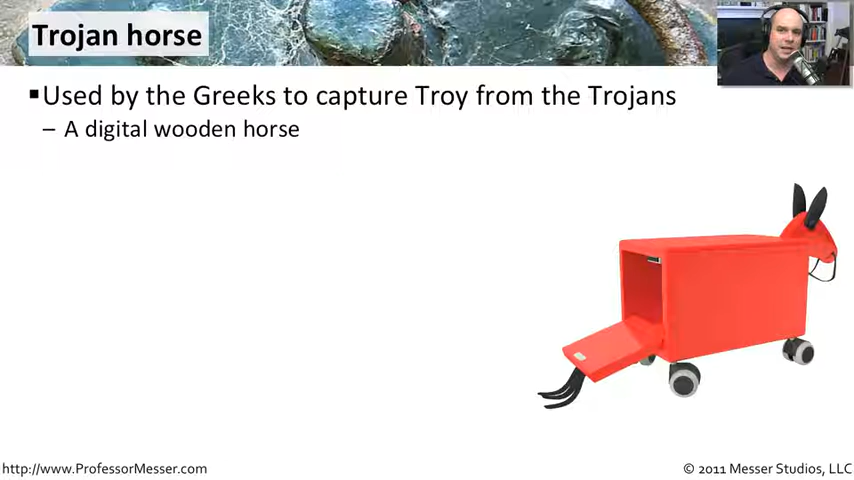 Trojan horse
▪Used by the Greeks to capture Troy from the Trojans
– A digital wooden horse
http://www.ProfessorMesser.com
© 2011 Messer Studios, LLC